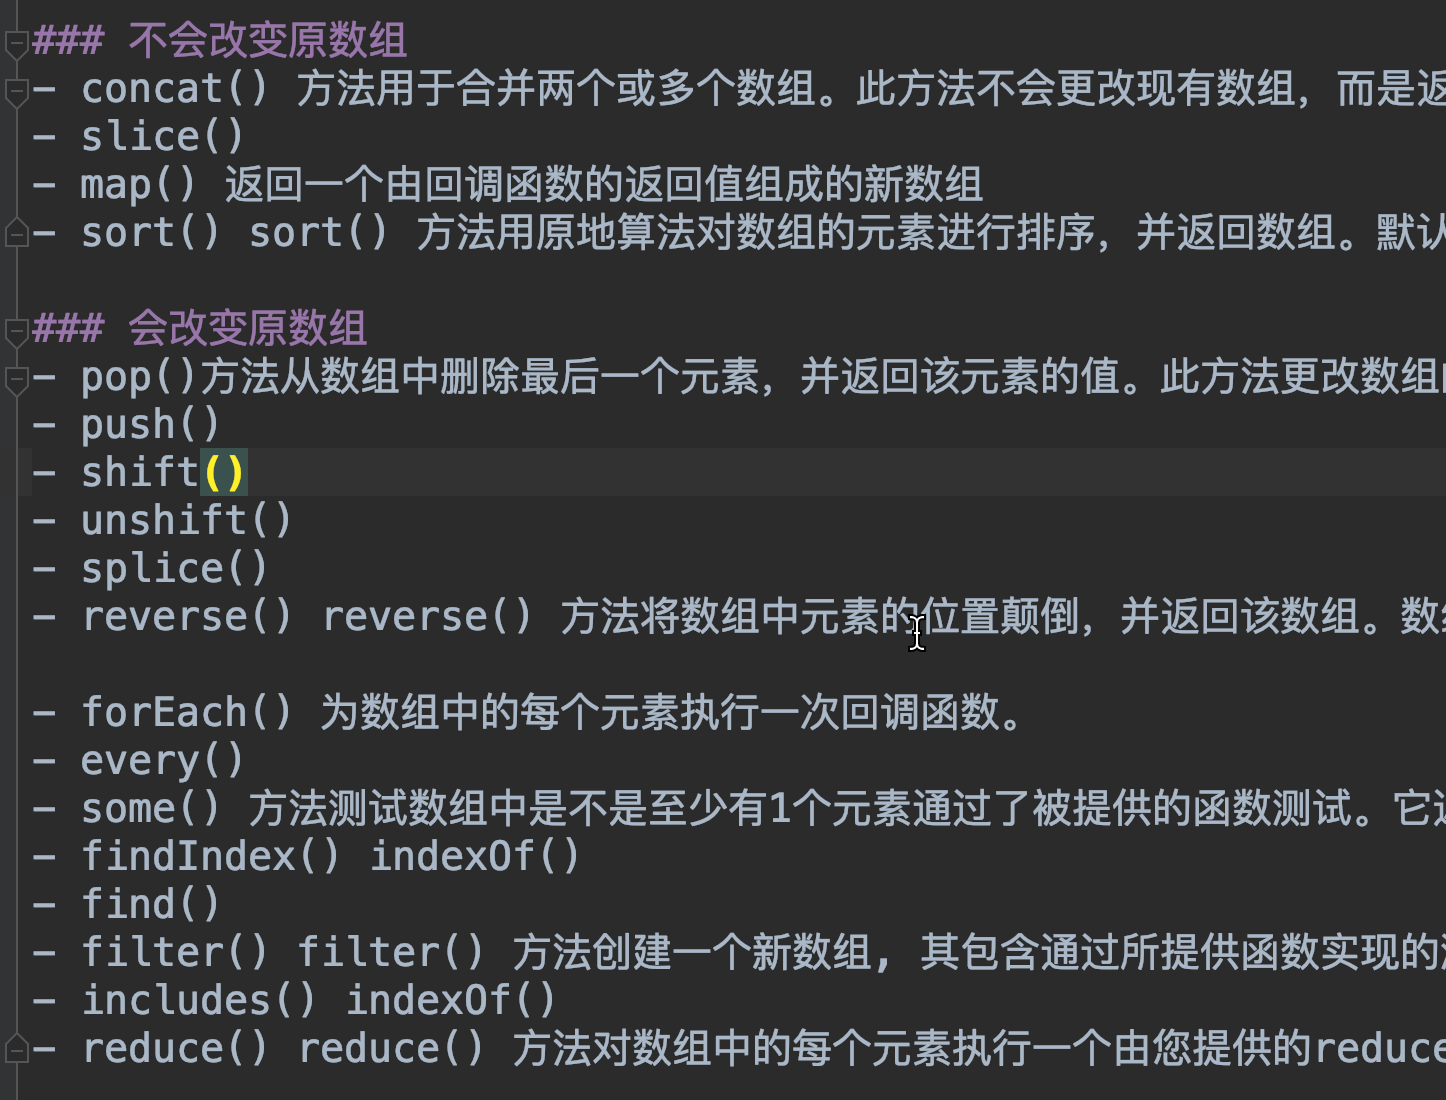 ### 不会改变原数组
- concat() 方法用于合并两个或多个数组。此方法不会更改现有数组，而是返
- slice()
- map() 返回一个由回调函数的返回值组成的新数组
- sort() sort() 方法用原地算法对数组的元素进行排序，并返回数组。默认
### 会改变原数组
- pop()方法从数组中删除最后一个元素，并返回该元素的值。此方法更改数组
- push()
- shift()
- unshift()
- splice()
- reverse() reverse() 方法将数组中元素的位置颠倒，并返回该数组。数
- forEach() 为数组中的每个元素执行一次回调函数。
- every()
- some() 方法测试数组中是不是至少有1个元素通过了被提供的函数测试。它
- findIndex() indexOf()
- find()
- filter() filter() 方法创建一个新数组, 其包含通过所提供函数实现的
- includes() indexOf()
- reduce() reduce() 方法对数组中的每个元素执行一个由您提供的reduce